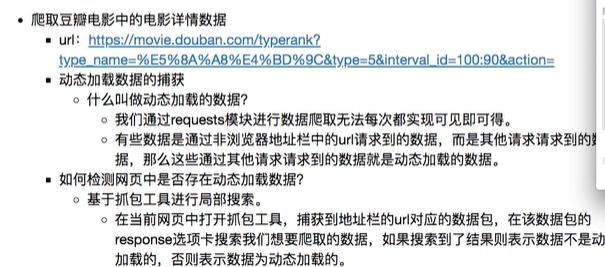 爬取豆瓣电影中的电影详情数据
url：https://movie.douban.com/typerank?
type_name=%E5%8A%A8%E4%BD%9C&type=5&interval_id=100:90&action=
动态加载数据的捕获
什么叫做动态加载的数据?
我们通过requests模块进行数据爬取无法每次都实现可见即可得。
有些数据是通过非浏览器地址栏中的url请求到的数据，而是其他请求请求到的
据，那么这些通过其他请求请求到的数据就是动态加载的数据。
如何检测网页中是否存在动态加载数据?
基于抓包工具进行局部搜索。
在当前网页中打开抓包工具，捕获到地址栏的url对应的数据包，在该数据包的
response选项卡搜索我们想要爬取的数据，如果搜索到了结果则表示数据不是动
加载的，否则表示数据为动态加载的。